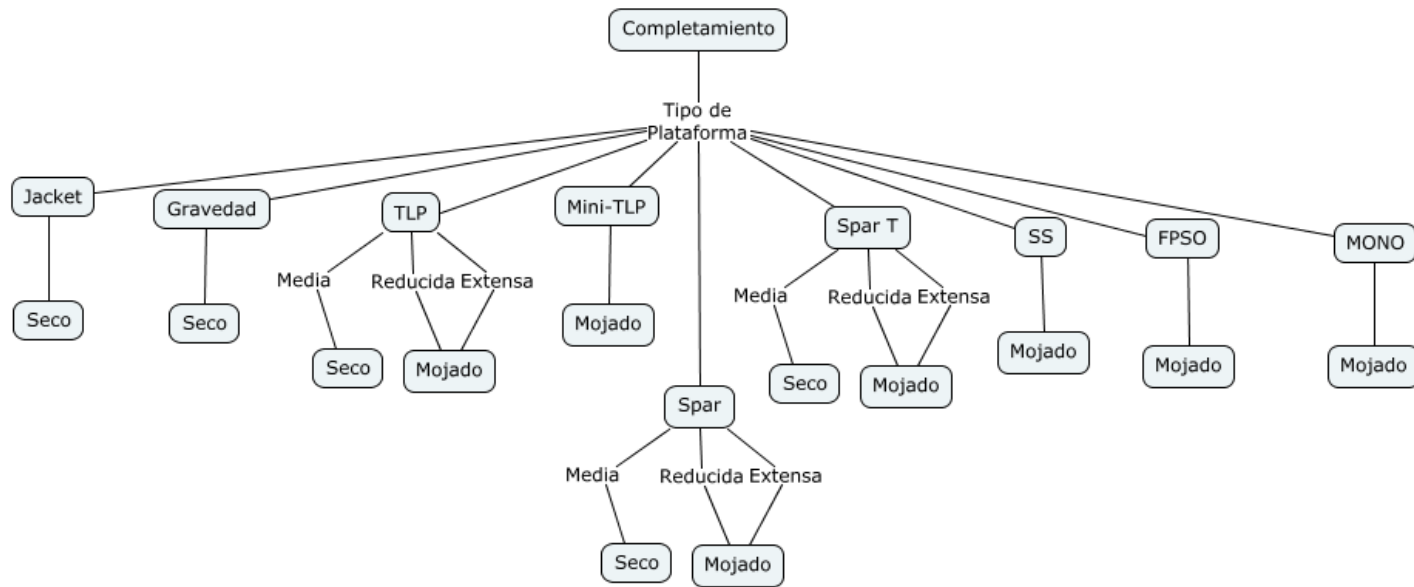 Completamiento
Tipo de
Plataforma
Jacket
Gravedad
TLP
Mini-TLP
Spar T
SS
FPSO
MONO
Media
Reducida
Extensa
Media
Reducida
Extensa
Seco
Seco
Seco
Mojado
Mojado
Seco
Mojado
Mojado
Mojado
Mojado
Spar
Media
Reducida
Extensa
Seco
Mojado